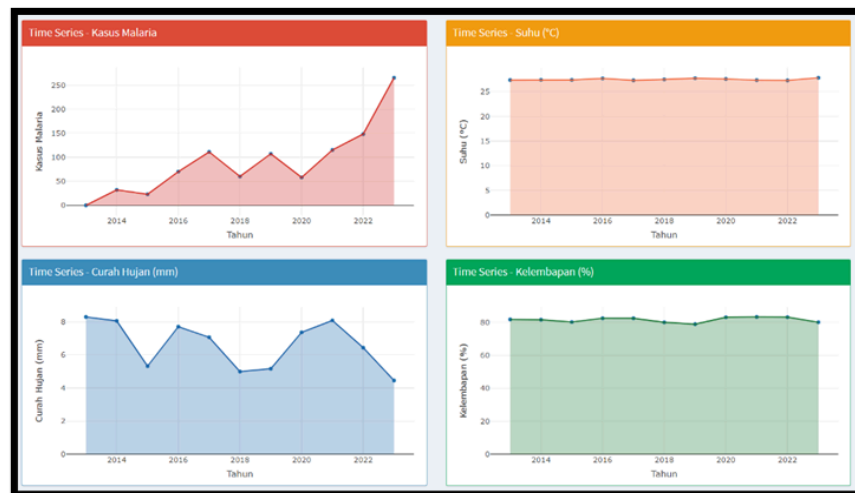 Time Series - Kasus Malaria
250
200
150
100
50
0
Kasus Malaria
2014 2016 2018 2020 2022
Tahun
Time Series - Suhu (°C)
25
20
15
10
5
0
Suhu (°C)
2014 2016 2018 2020 2022
Tahun
Time Series - Curah Hujan (mm)
8
6
4
2
0
Curah Hujan (mm)
2014 2016 2018 2020 2022
Tahun
Time Series - Kelembapan (%)
80
60
40
20
0
Kelembapan (%)
2014 2016 2018 2020 2022
Tahun